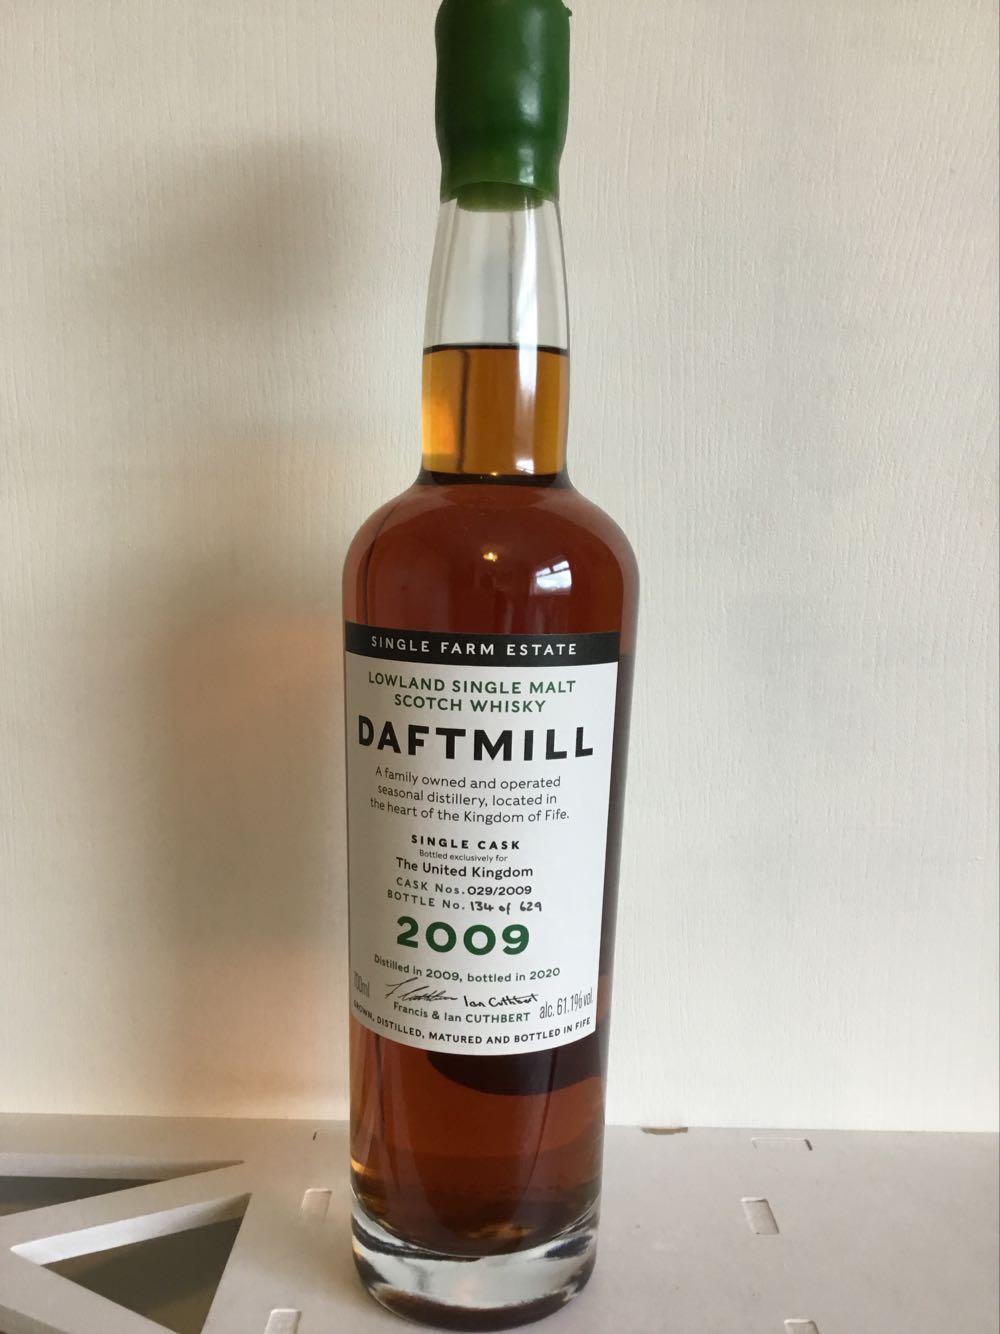 SINGLE FARM ESTATE
LOWLAND SINGLE MALT
SCOTCH WHISKY
DAFTMILL
A family owned and operated
seasonal distillery, located in
the heart of the Kingdom of Fife.
SINGLE CASK
Bottled exclusively for
The United Kingdom
CASK Nos. 029/2009
BOTTLE No. 134 of 629
2009
Distilled in 2009, bottled in 2020
700ml
Ian Cuthbert
Francis & Ian CUTHBERT
alc. 61.1% vol
GROWN, DISTILLED, MATURED AND BOTTLED IN FIFE